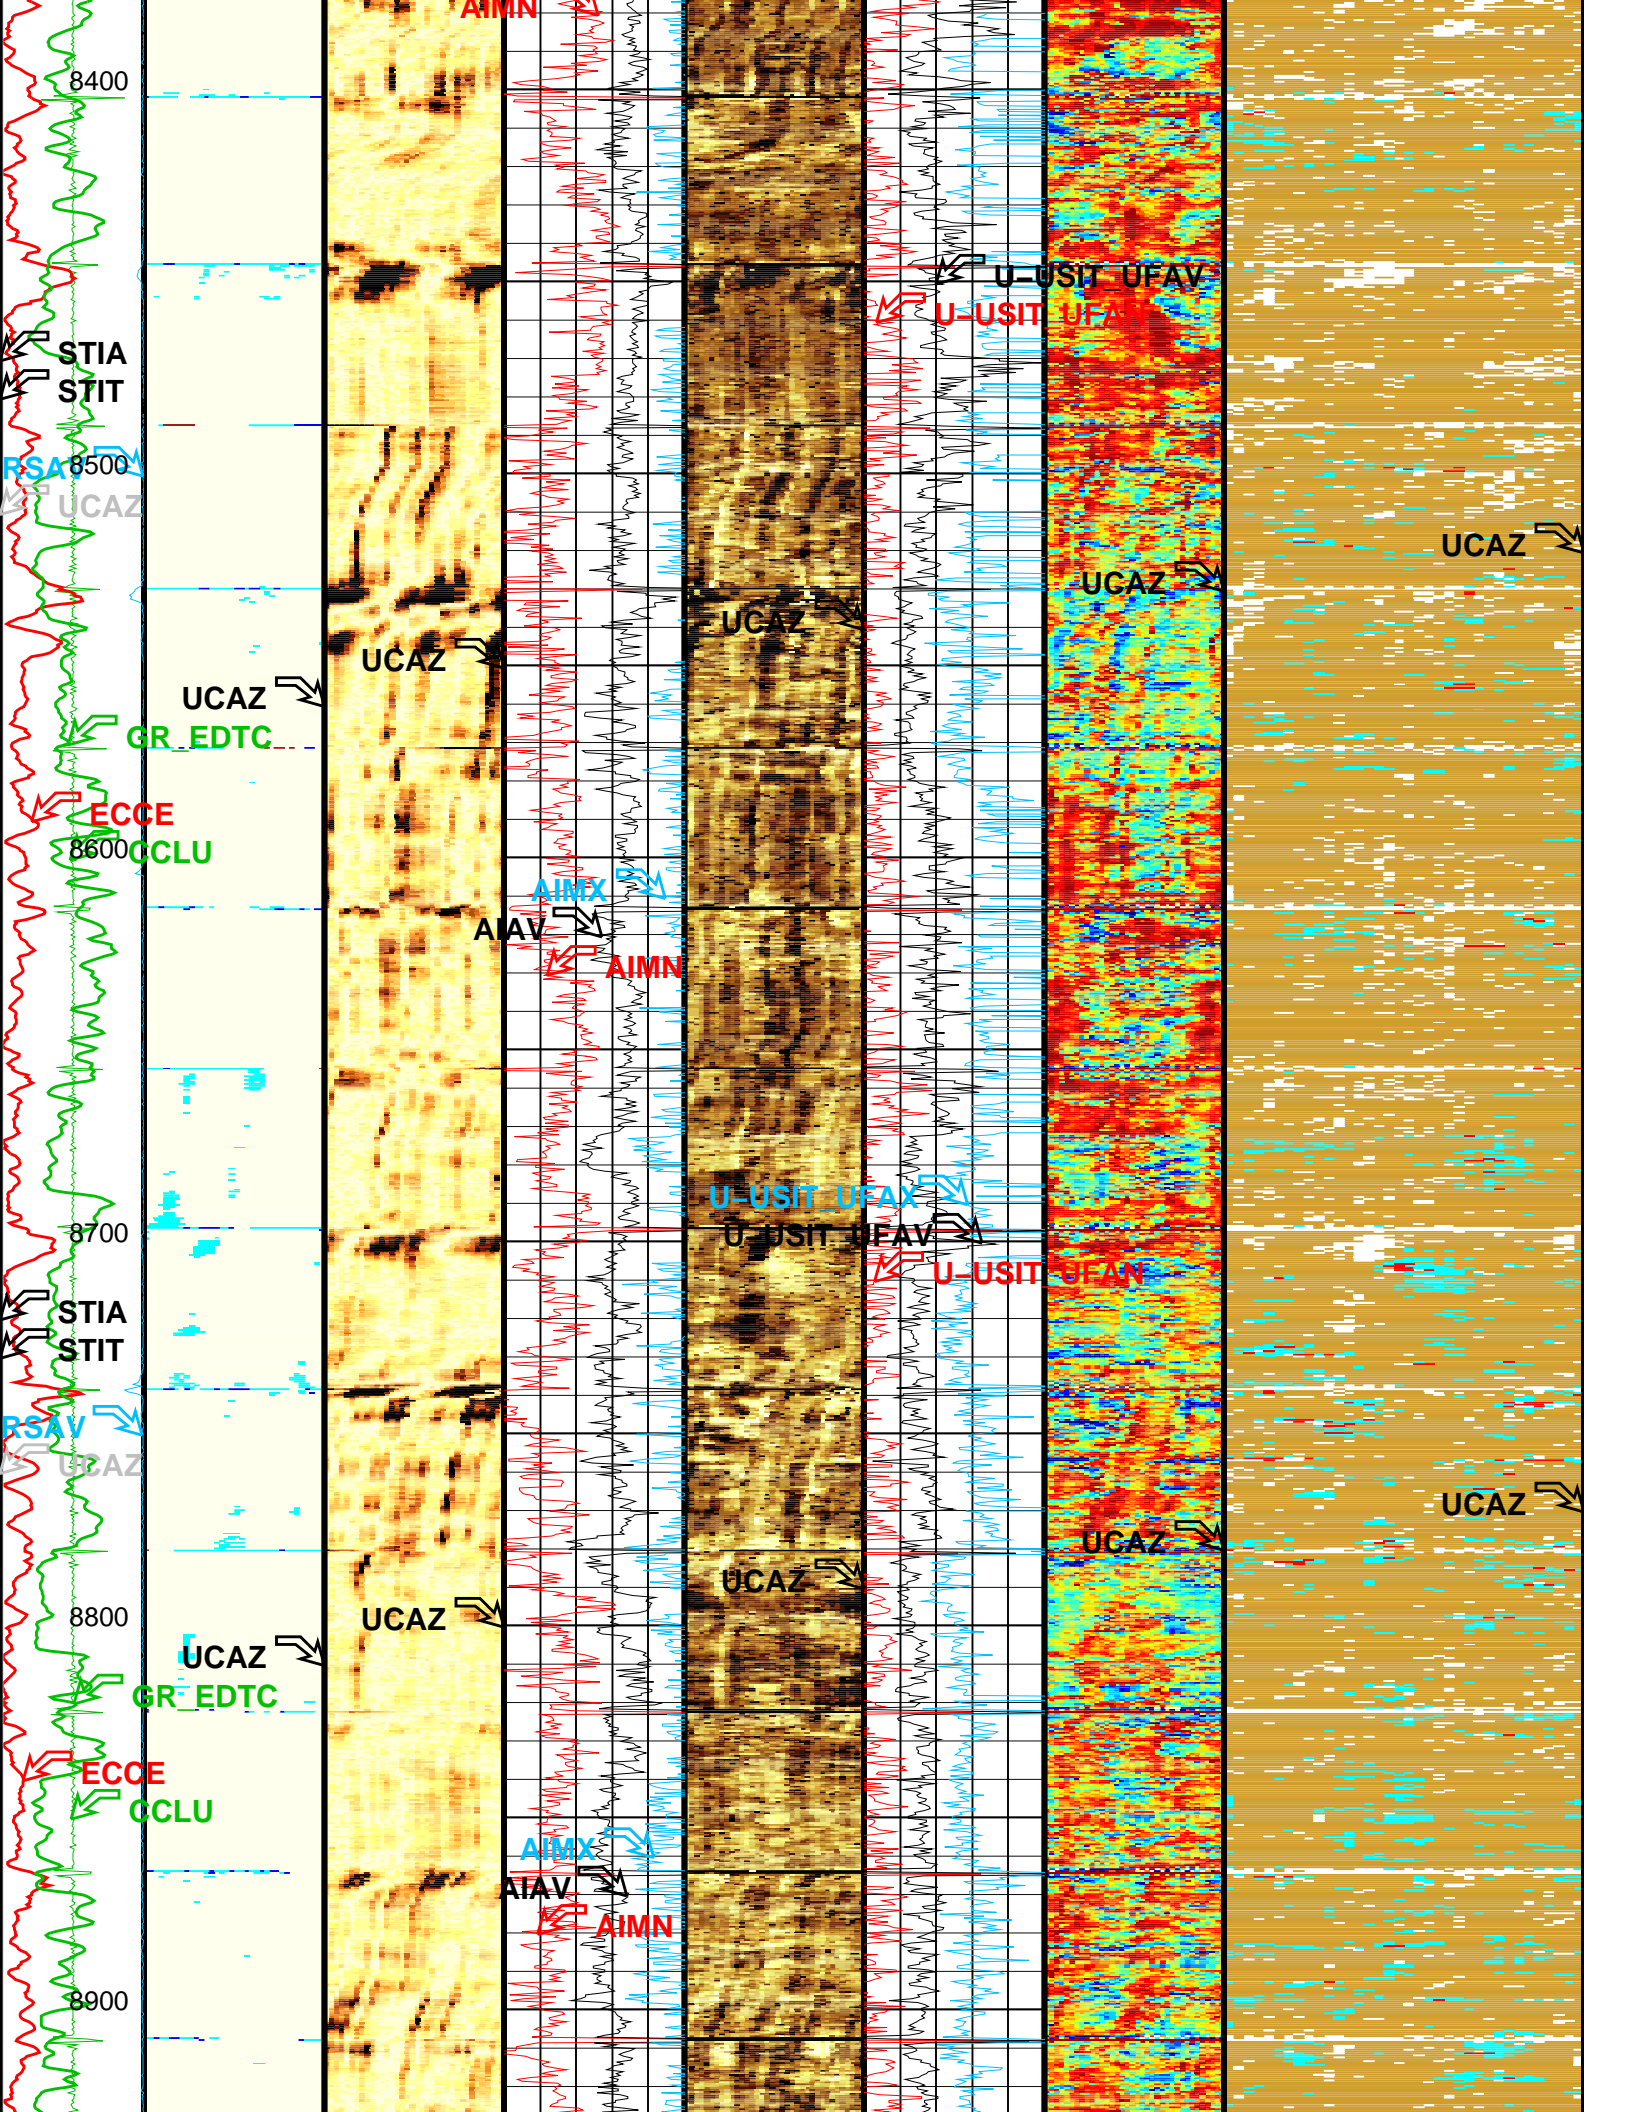 AIMN
8400
U-USIT_UFAV
U-USIT_UFAN
STIA
STIT
RSAV 8500
UCAZ
UCAZ
UCAZ
UCAZ
UCAZ
UCAZ
GR_EDTC
ECCE
8600 CCLU
AIMX
AIAV
AIMN
U-USIT_UFAX
8700 U-USIT_UFAV
U-USIT_UFAN
STIA
STIT
RSAV
UCAZ
UCAZ
UCAZ
UCAZ
8800 UCAZ
UCAZ
GR_EDTC
ECCE
CCLU
AIMX
AIAV
AIMN
8900